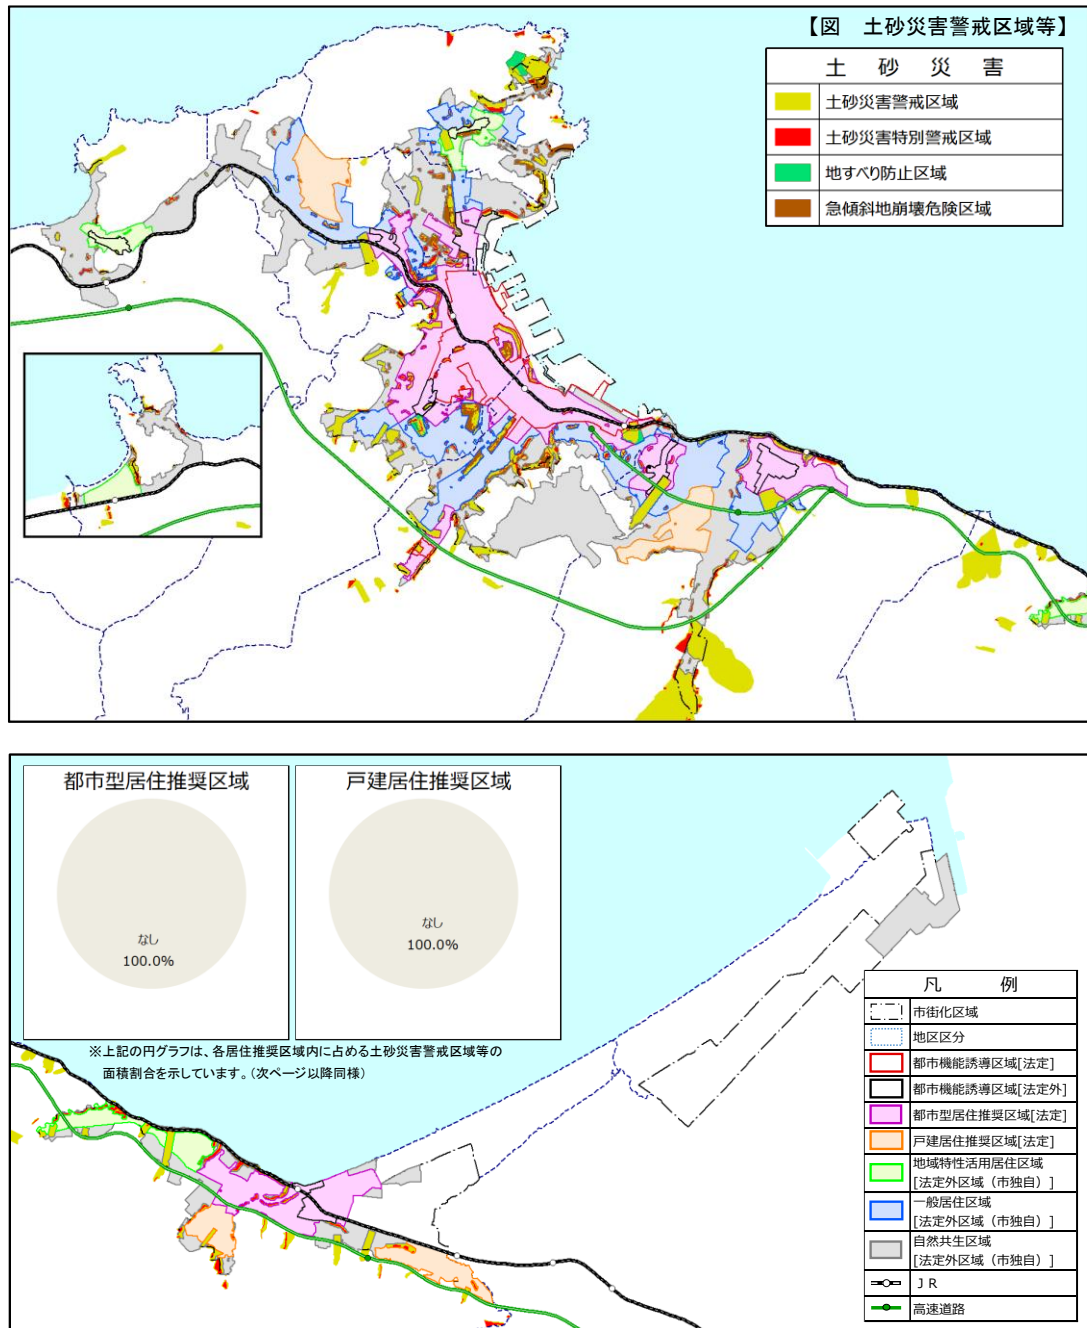 【図　土砂災害警戒区域等】
土　砂　災　害
土砂災害警戒区域
土砂災害特別警戒区域
地すべり防止区域
急傾斜地崩壊危険区域
都市型居住推奨区域
なし
100.0%
戸建居住推奨区域
なし
100.0%
※上記の円グラフは、各居住推奨区域内に占める土砂災害警戒区域等の
面積割合を示しています。（次ページ以降同様）
凡　例
市街化区域
地区区分
都市機能誘導区域[法定]
都市機能誘導区域[法定外]
都市型居住推奨区域[法定]
戸建居住推奨区域[法定]
地域特性活用居住区域
[法定外区域（市独自）]
一般居住区域
[法定外区域（市独自）]
自然共生区域
[法定外区域（市独自）]
ＪＲ
高速道路